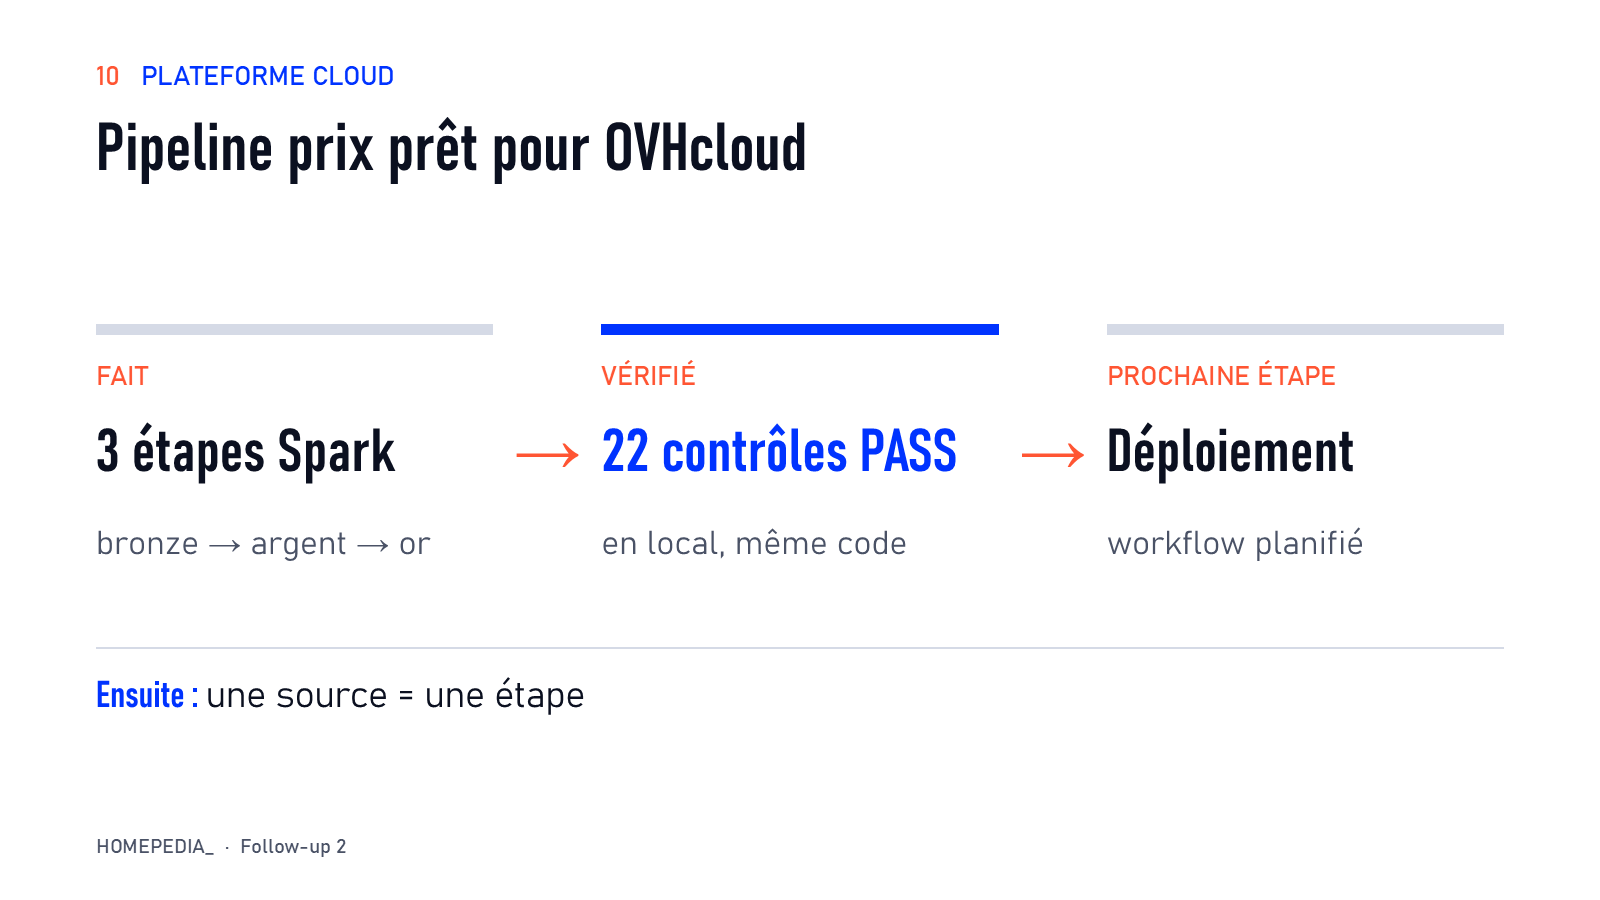 10 PLATEFORME CLOUD
Pipeline prix prêt pour OVHcloud
FAIT
3 étapes Spark
bronze → argent → or
→
VÉRIFIÉ
22 contrôles PASS
en local, même code
→
PROCHAINE ÉTAPE
Déploiement
workflow planifié
Ensuite : une source = une étape
HOMEPEDIA_ · Follow-up 2